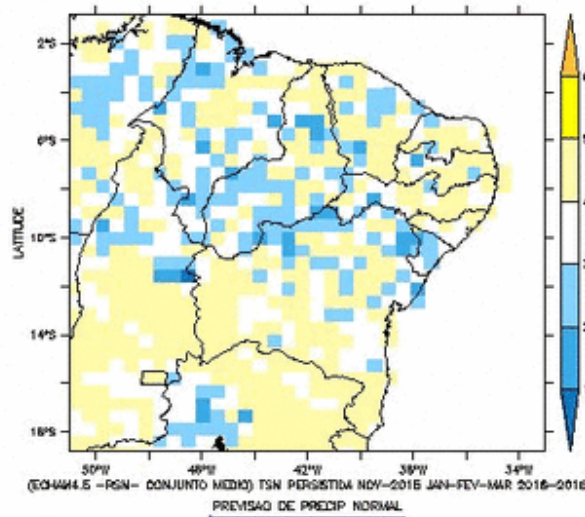 2°S
6°S
10°S
14°S
18°S
LATITUDE
50°W
46°W
42°W
38°W
34°W
(ECHAM4.5 -RSN- CONJUNTO MEDIO) TSN PERSISTIDA NOV-2015 JAN-FEV-MAR 2016-2016
PREVISAO DE PRECIP NORMAL